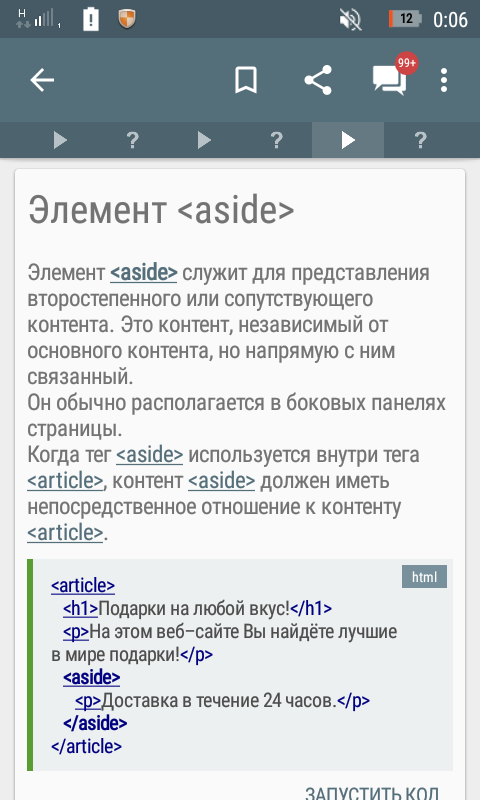 H
12
0:06
99+
?
?
?
Элемент <aside>
Элемент <aside> служит для представления
второстепенного или сопутствующего
контента. Это контент, независимый от
основного контента, но напрямую с ним
связанный.
Он обычно располагается в боковых панелях
страницы.
Когда тег <aside> используется внутри тега
<article>, контент <aside> должен иметь
непосредственное отношение к контенту
<article>.
html
<article>
<h1>Подарки на любой вкус!</h1>
<p>На этом веб–сайте Вы найдёте лучшие
в мире подарки!</p>
<aside>
<p>Доставка в течение 24 часов.</p>
</aside>
</article>
ЗАПУСТИТЬ КОД